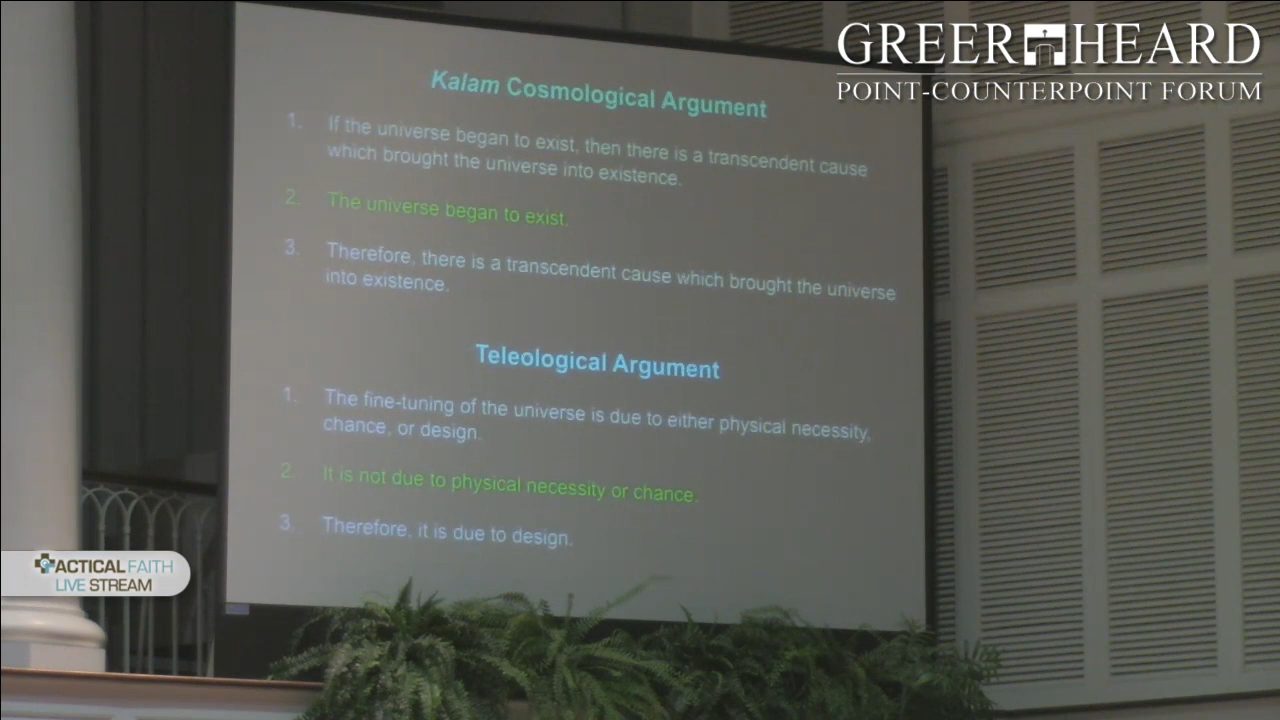 GREER HEARD
POINT-COUNTERPOINT FORUM
Kalam Cosmological Argument
1. If the universe began to exist, then there is a transcendent cause
which brought the universe into existence.
2. The universe began to exist.
3. Therefore, there is a transcendent cause which brought the universe
into existence.
Teleological Argument
1. The fine-tuning of the universe is due to either physical necessity,
chance, or design.
2. It is not due to physical necessity or chance.
3. Therefore, it is due to design.
TACTICAL FAITH
LIVE STREAM